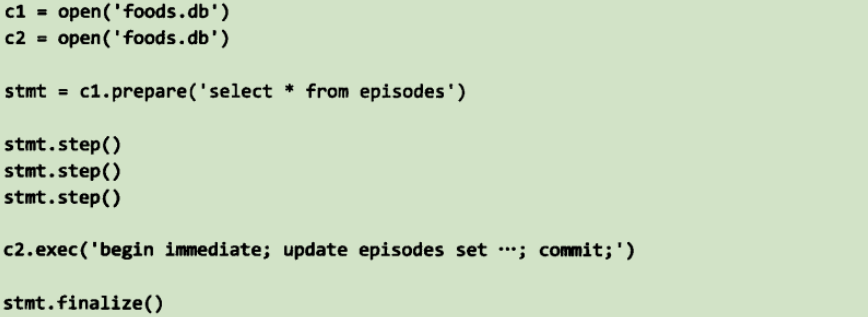 c1 = open('foods.db')
c2 = open('foods.db')
stmt = c1.prepare('select * from episodes')
stmt.step()
stmt.step()
stmt.step()
c2.exec('begin immediate; update episodes set …; commit;')
stmt.finalize()